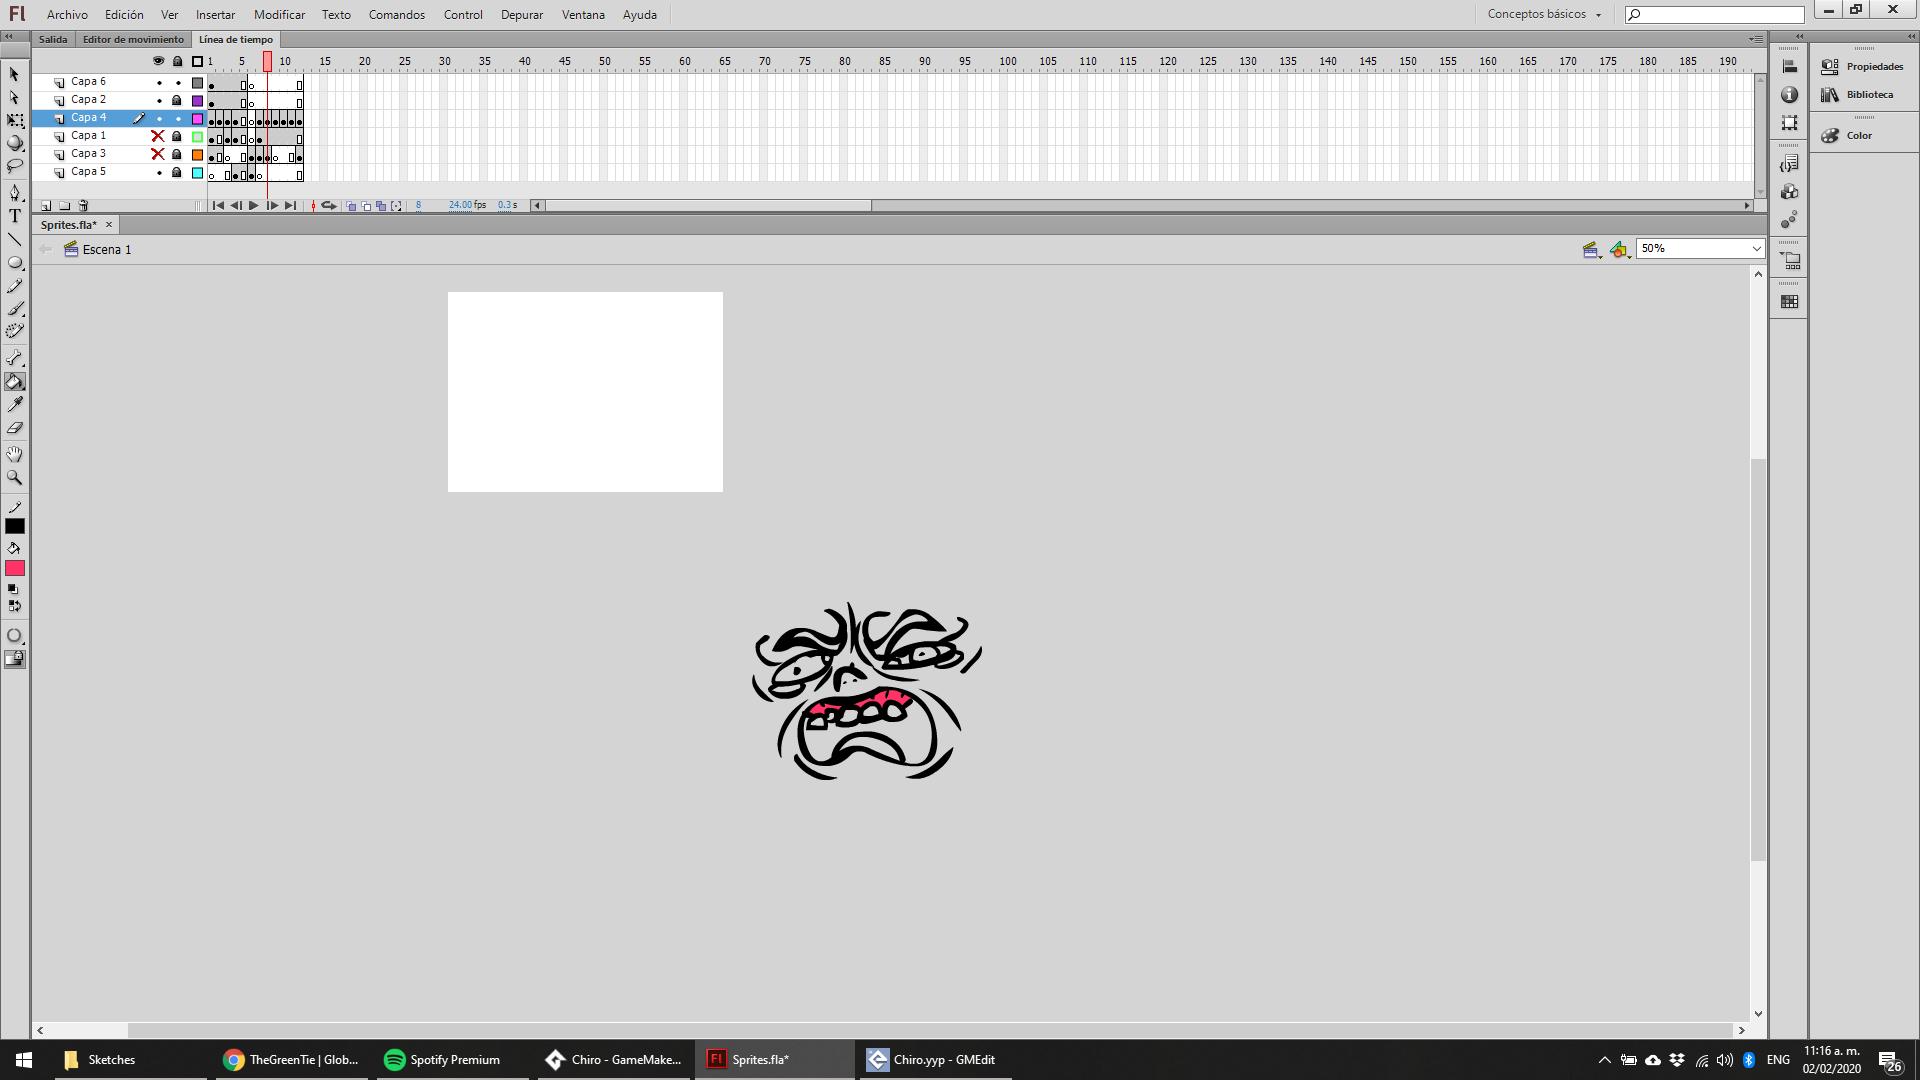 Fl Archivo Edición Ver Insertar Modificar Texto Comandos Control Depurar Ventana Ayuda Conceptos básicos
Salida Editor de movimiento Línea de tiempo
1 5 10 15 20 25 30 35 40 45 50 55 60 65 70 75 80 85 90 95 100 105 110 115 120 125 130 135 140 145 150 155 160 165 170 175 180 185 190
Capa 6
Capa 2
Capa 4
Capa 1
Capa 3
Capa 5
8 24.00 fps 0.3 s
Propiedades
Biblioteca
Color
Sprites.fla*
Escena 1
50%
T
Sketches TheGreenTie | Glob... Spotify Premium Chiro - GameMake... Fl Sprites.fla* Chiro.yyp - GMEdit ENG 11:16 a. m.
02/02/2020 26